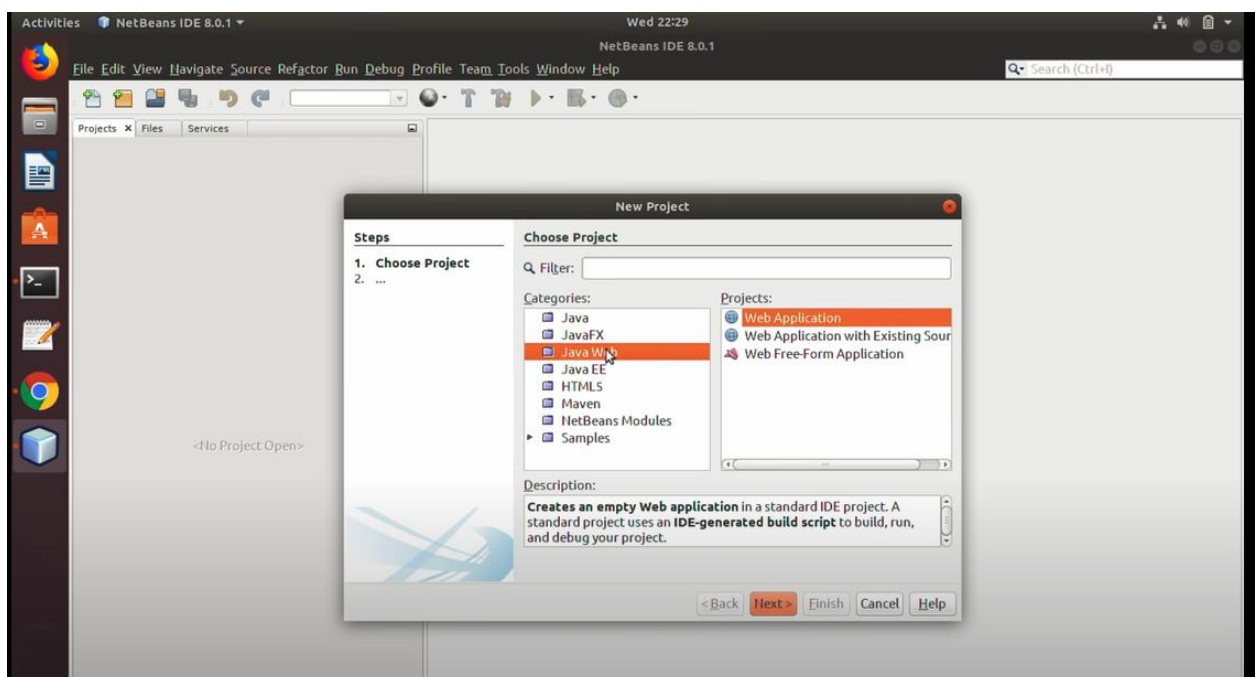 Activities NetBeans IDE 8.0.1 Wed 22:29
NetBeans IDE 8.0.1
File Edit View Navigate Source Refactor Run Debug Profile Team Tools Window Help Search (Ctrl+I)
Projects Files Services
<No Project Open>
New Project
Steps
1. Choose Project
2. ...
Choose Project
Filter:
Categories:
Java
JavaFX
Java Web
Java EE
HTML5
Maven
NetBeans Modules
Samples
Projects:
Web Application
Web Application with Existing Sour
Web Free-Form Application
Description:
Creates an empty Web application in a standard IDE project. A
standard project uses an IDE-generated build script to build, run,
and debug your project.
< Back Next > Finish Cancel Help